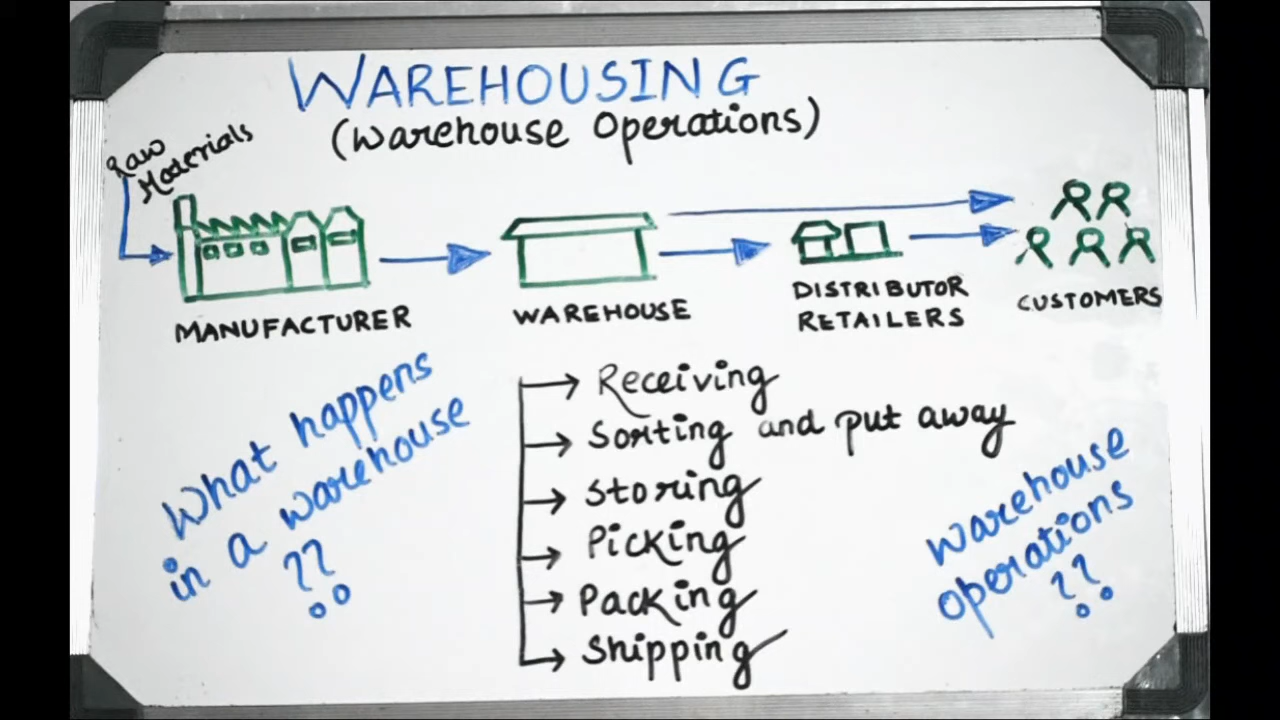 WAREHOUSING
(Warehouse Operations)
Raw
Materials
MANUFACTURER
WAREHOUSE
DISTRIBUTOR
RETAILERS
CUSTOMERS
What happens
in a warehouse
??
Receiving
Sorting and put away
Storing
Picking
Packing
Shipping
warehouse
operations
??